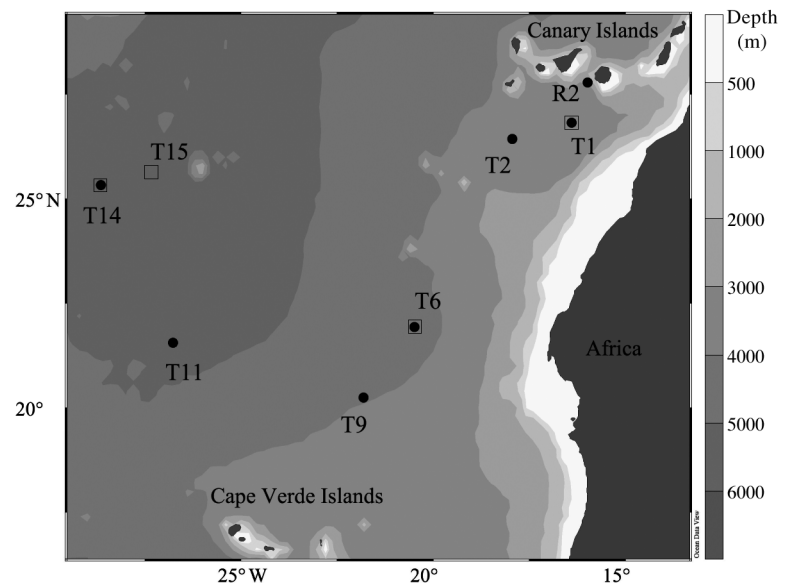 Depth
(m)
Canary Islands
500
R2
1000
T1
T2
T15
25° N
T14
2000
3000
T6
Africa
4000
T11
20°
T9
5000
6000
Cape Verde Islands
Ocean Data View
25° W
20°
15°